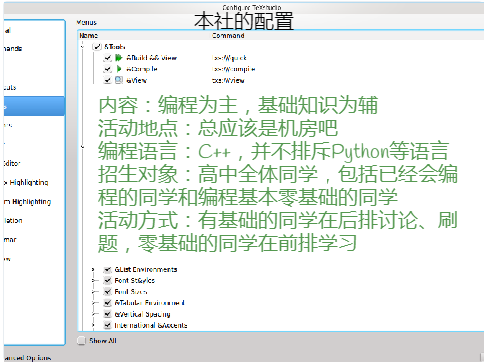 Configure TeXstudio
本社的配置
Menus
Name
Command
&Tools
&Build && View
txs:///quick
&Compile
txs:///compile
&View
txs:///view
内容：编程为主，基础知识为辅
活动地点：总应该是机房吧
编程语言：C++，并不排斥Python等语言
招生对象：高中全体同学，包括已经会编
程的同学和编程基本零基础的同学
活动方式：有基础的同学在后排讨论、刷
题，零基础的同学在前排学习
Editor
Highlighting
Highlighting
&List Environments
Font St&yles
Font Sizes
&Tabular Environment
&Vertical Spacing
International &Accents
Show All
anced Options